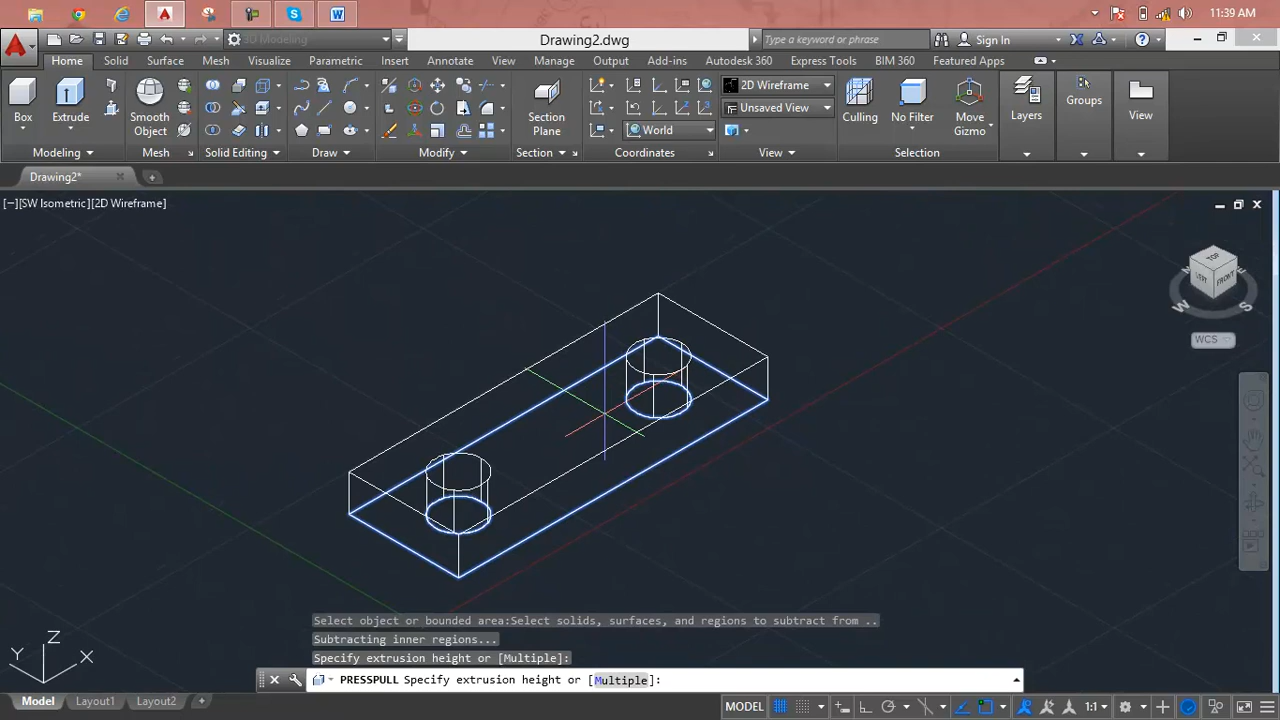 11:39 AM
3D Modeling
Drawing2.dwg
Type a keyword or phrase
Sign In
Home Solid Surface Mesh Visualize Parametric Insert Annotate View Manage Output Add-ins Autodesk 360 Express Tools BIM 360 Featured Apps
2D Wireframe
Unsaved View
World
Box Extrude Smooth Object Section Plane Culling No Filter Move Gizmo Layers Groups View
Modeling Mesh Solid Editing Draw Modify Section Coordinates View Selection
Drawing2*
[−][SW Isometric][2D Wireframe]
TOP
LEFT FRONT
W S
WCS
Select object or bounded area:Select solids, surfaces, and regions to subtract from ..
Subtracting inner regions...
Specify extrusion height or [Multiple]:
PRESSPULL Specify extrusion height or [Multiple]:
Z
Y X
Model Layout1 Layout2
MODEL
1:1